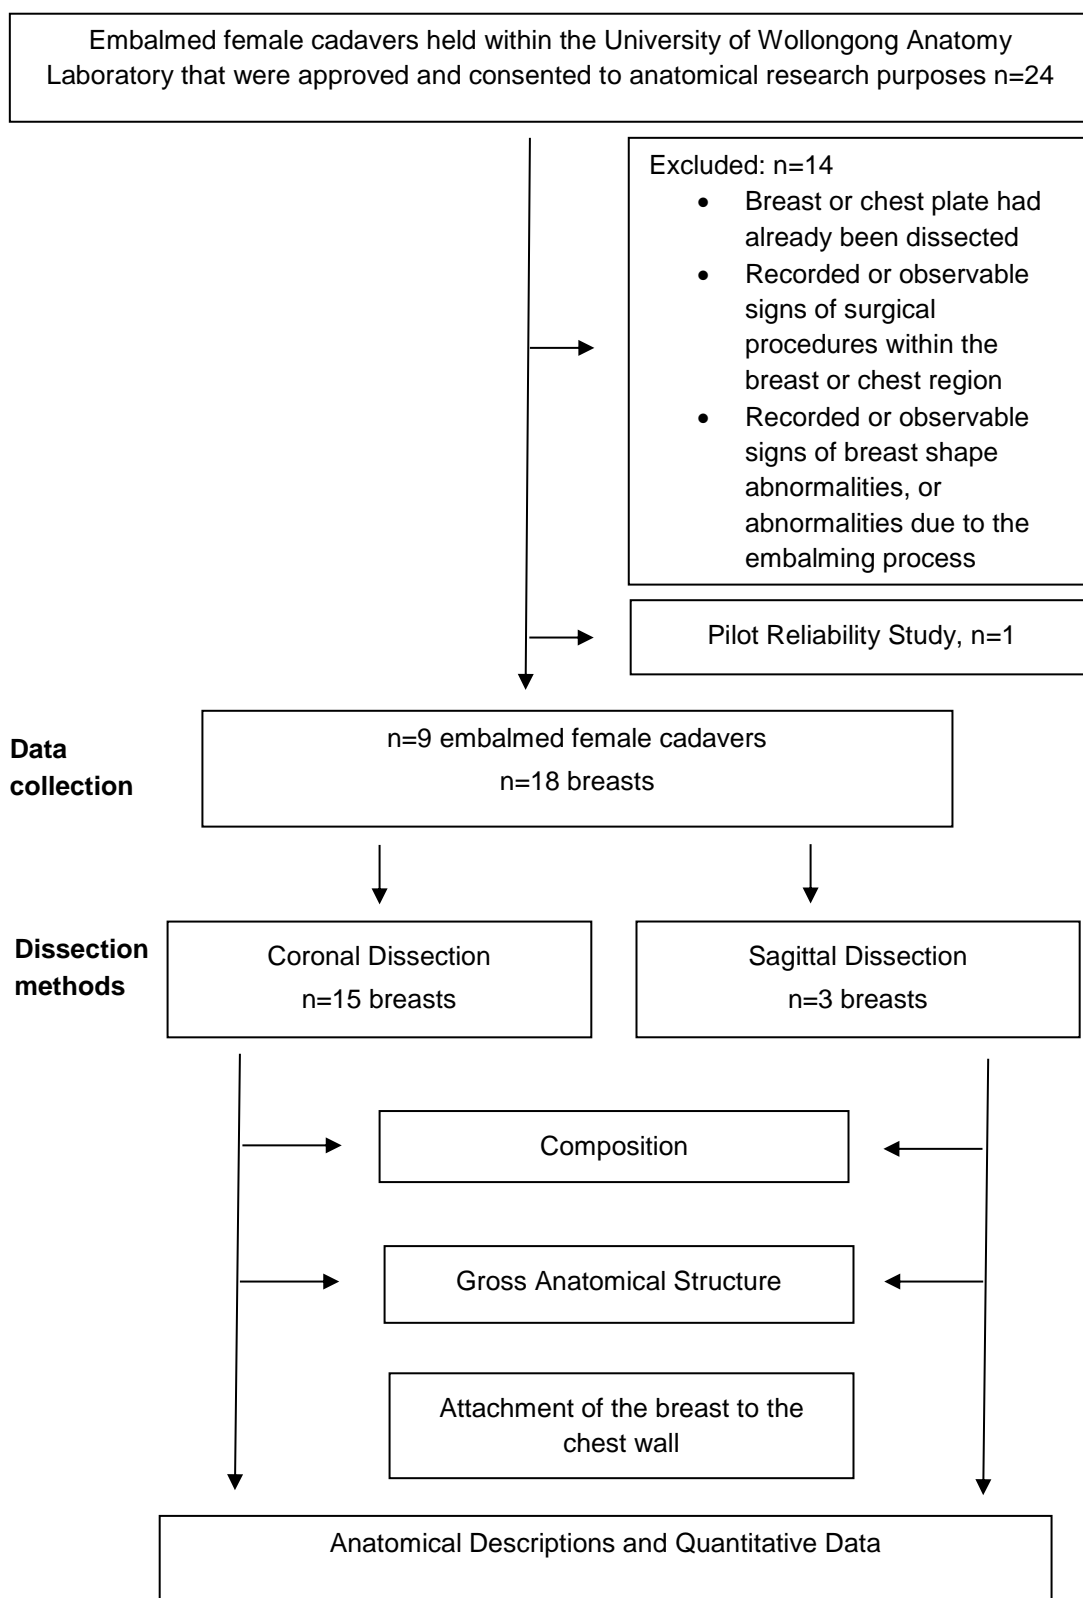 Embalmed female cadavers held within the University of Wollongong Anatomy
Laboratory that were approved and consented to anatomical research purposes n=24
Excluded: n=14
• Breast or chest plate had
already been dissected
• Recorded or observable
signs of surgical
procedures within the
breast or chest region
• Recorded or observable
signs of breast shape
abnormalities, or
abnormalities due to the
embalming process
Pilot Reliability Study, n=1
Data
collection
n=9 embalmed female cadavers
n=18 breasts
Dissection
methods
Coronal Dissection
n=15 breasts
Sagittal Dissection
n=3 breasts
Composition
Gross Anatomical Structure
Attachment of the breast to the
chest wall
Anatomical Descriptions and Quantitative Data